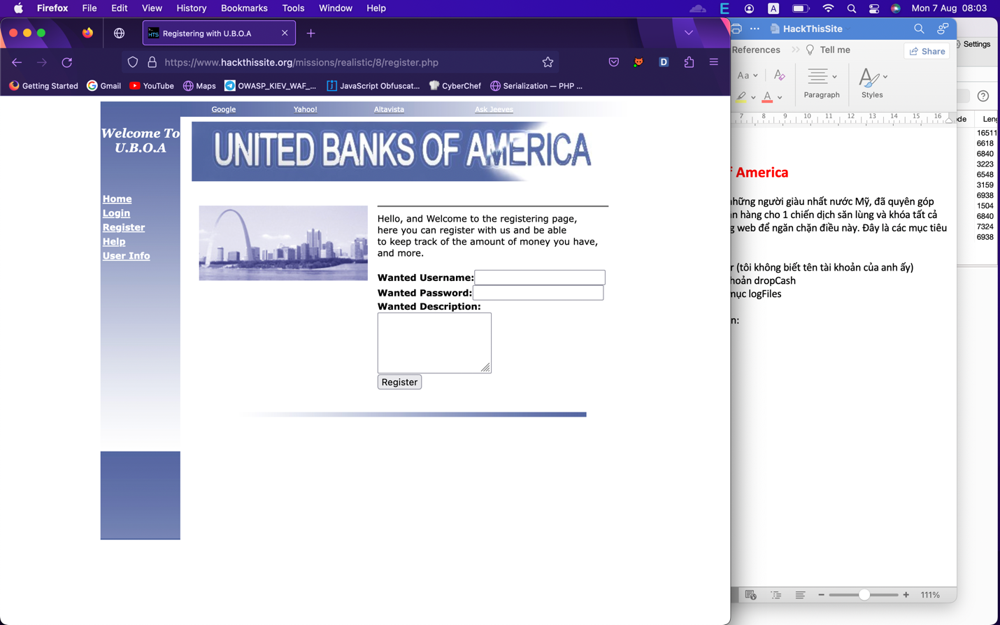 Firefox File Edit View History Bookmarks Tools Window Help
E
A
Mon 7 Aug 08:03
Registering with U.B.O.A
https://www.hackthissite.org/missions/realistic/8/register.php
D
Getting Started Gmail YouTube Maps OWASP_KIEV_WAF_... JavaScript Obfuscat... CyberChef Serialization — PHP ...
Google Yahoo! Altavista Ask Jeeves
Welcome To
U.B.O.A
UNITED BANKS OF AMERICA
Home
Login
Register
Help
User Info
Hello, and Welcome to the registering page,
here you can register with us and be able
to keep track of the amount of money you have,
and more.
Wanted Username:
Wanted Password:
Wanted Description:
Register
HackThisSite
References
Tell me
Share
Aa
A
Paragraph
Styles
7 8 9 10 11 12 13 14 15 16
America
những người giàu nhất nước Mỹ, đã quyên góp
hàng cho 1 chiến dịch săn lùng và khóa tất cả
web để ngăn chặn điều này. Đây là các mục tiêu
r (tôi không biết tên tài khoản của anh ấy)
khoản dropCash
mục logFiles
n:
111%
Settings
ode Leng
16511
6618
6840
3223
6548
3159
6938
1504
6840
7324
6938